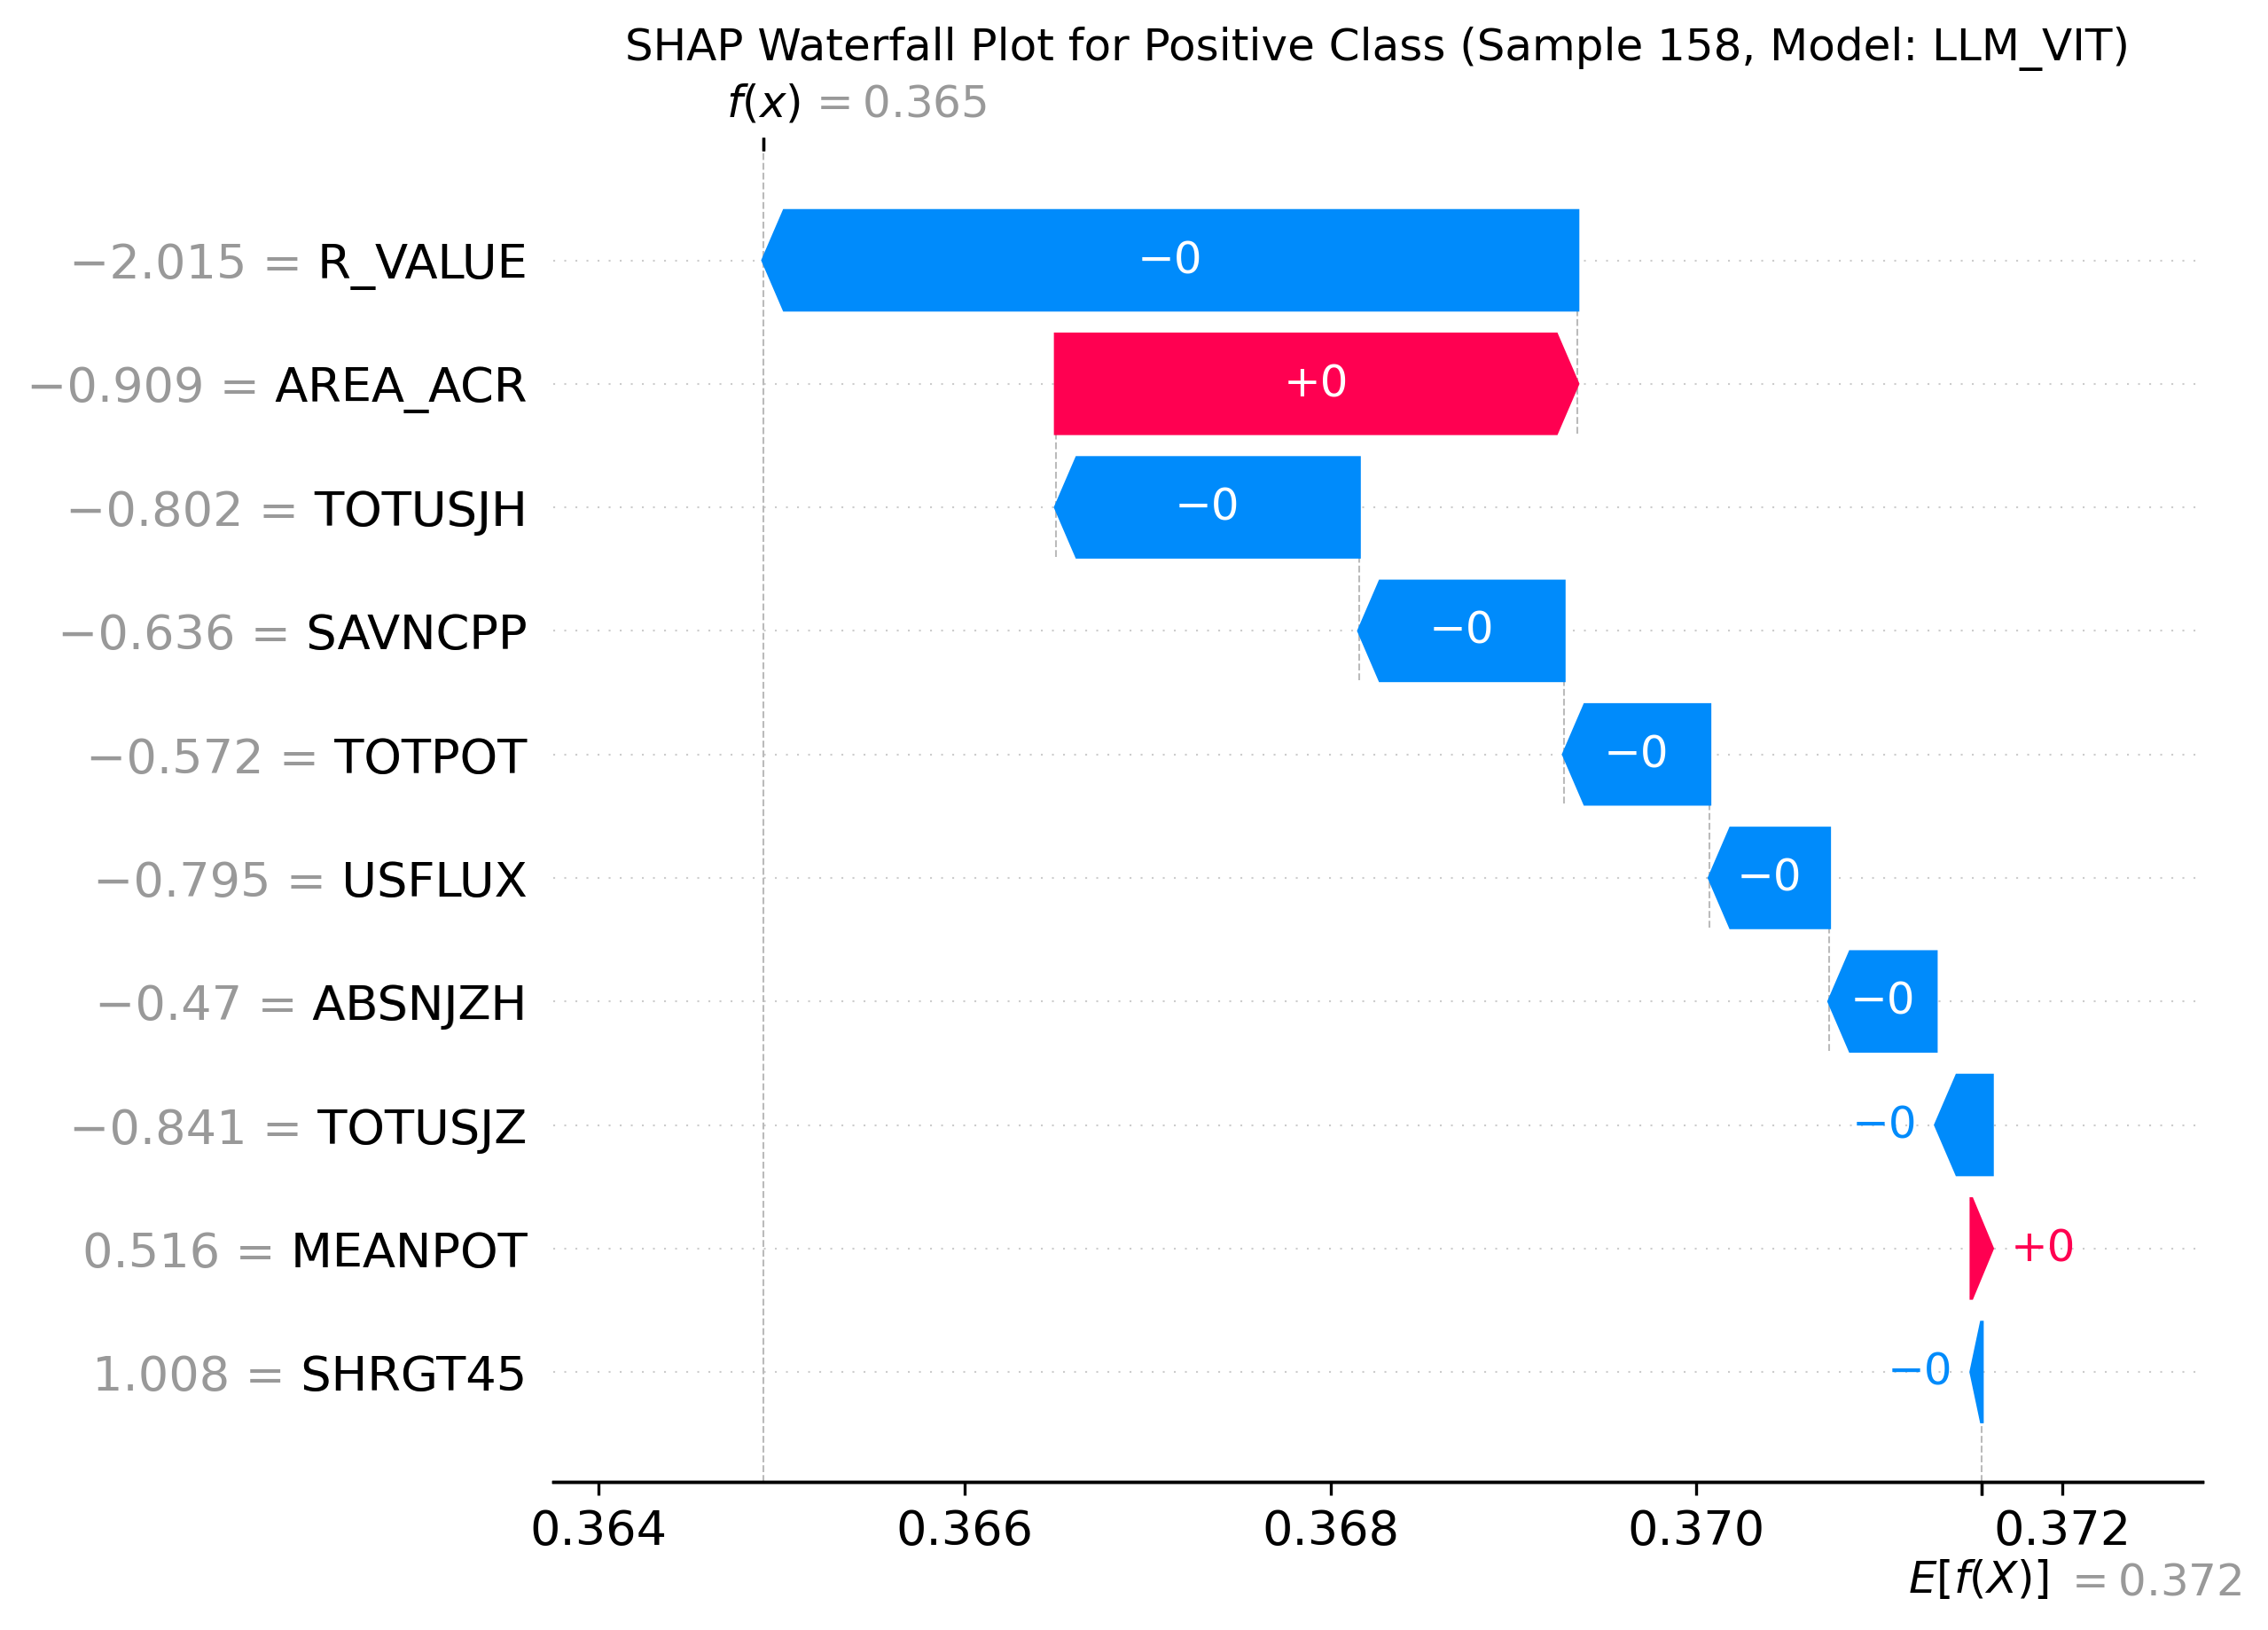 SHAP Waterfall Plot for Positive Class (Sample 158, Model: LLM_VIT)
f(x) = 0.365
−2.015 = R_VALUE −0
−0.909 = AREA_ACR +0
−0.802 = TOTUSJH −0
−0.636 = SAVNCPP −0
−0.572 = TOTPOT −0
−0.795 = USFLUX −0
−0.47 = ABSNJZH −0
−0.841 = TOTUSJZ −0
0.516 = MEANPOT +0
1.008 = SHRGT45 −0
0.364 0.366 0.368 0.370 0.372
E[f(X)] = 0.372